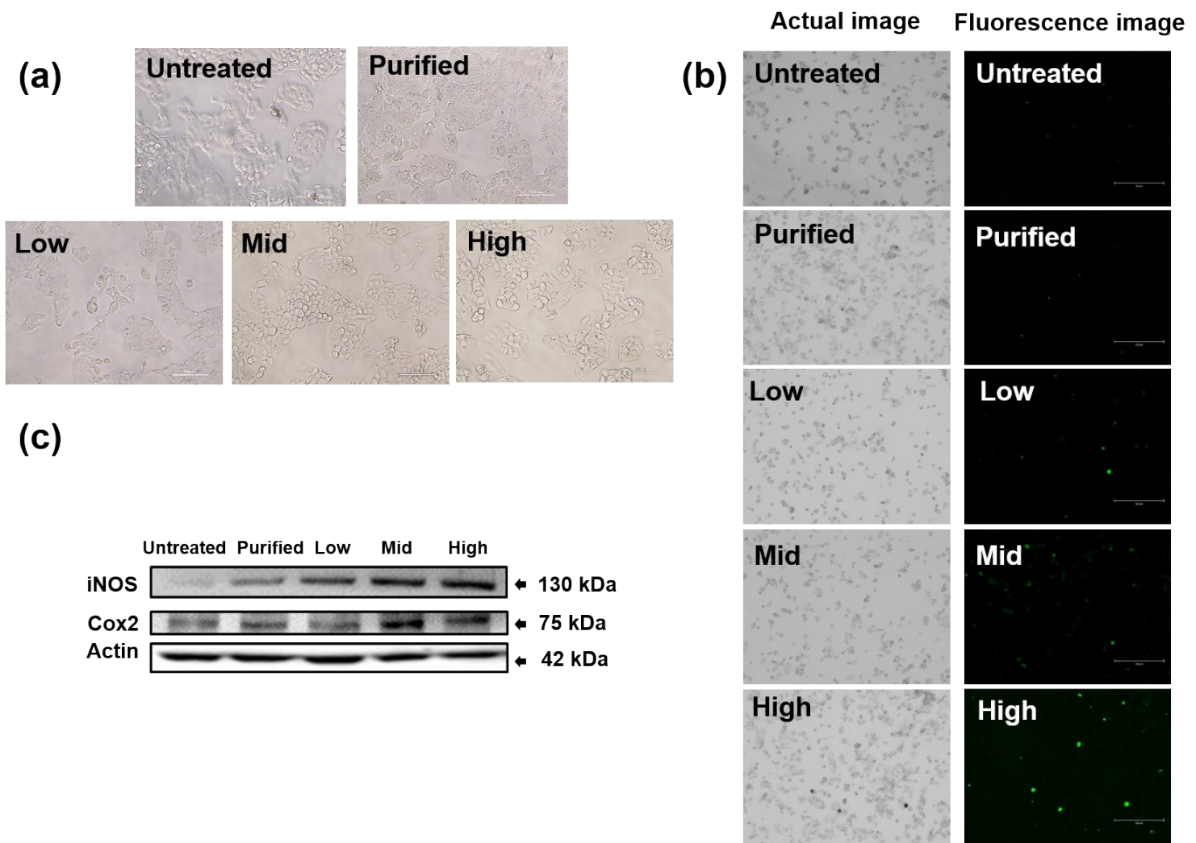 (a)
Untreated
Purified
Low
Mid
High
(b)
Actual image
Fluorescence image
Untreated
Untreated
Purified
Purified
Low
Low
Mid
Mid
High
High
(c)
Untreated Purified Low Mid High
iNOS 130 kDa
Cox2 75 kDa
Actin 42 kDa